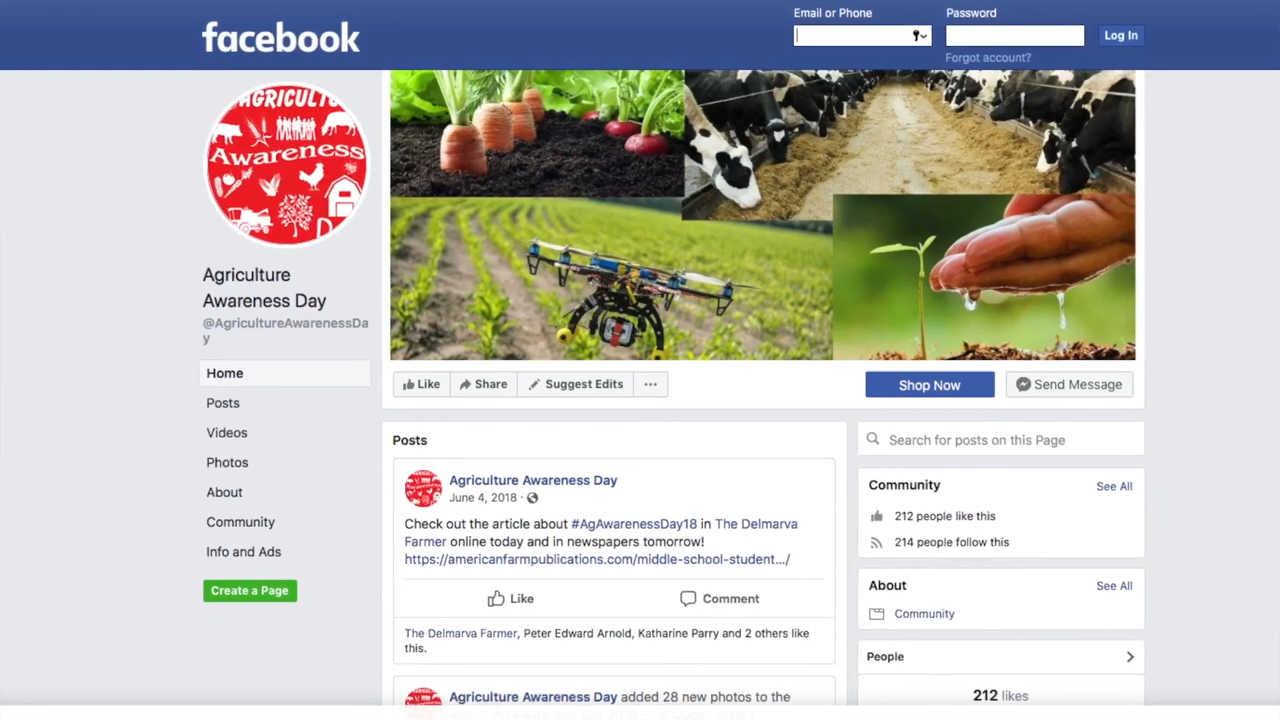 facebook
Email or Phone
Password
Log In
Forgot account?
AGRICULTU
Awareness
D
Agriculture
Awareness Day
@AgricultureAwarenessDa
y
Home
Posts
Videos
Photos
About
Community
Info and Ads
Create a Page
Like
Share
Suggest Edits
Shop Now
Send Message
Posts
Agriculture Awareness Day
June 4, 2018 ·
Check out the article about #AgAwarenessDay18 in The Delmarva
Farmer online today and in newspapers tomorrow!
https://americanfarmpublications.com/middle-school-student.../
Like
Comment
The Delmarva Farmer, Peter Edward Arnold, Katharine Parry and 2 others like
this.
Agriculture Awareness Day added 28 new photos to the
Search for posts on this Page
Community
See All
212 people like this
214 people follow this
About
See All
Community
People
212 likes